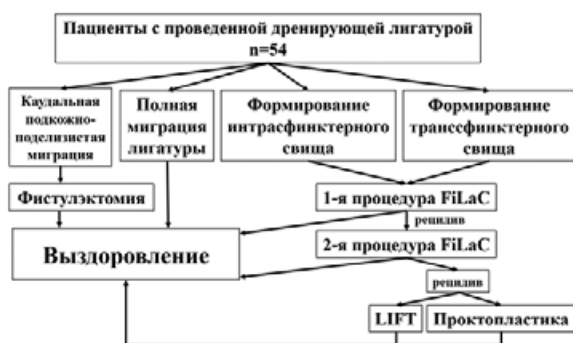 Пациенты с проведенной дренирующей лигатурой
n=54
Каудальная
подкожно-
поделизистая
миграция
Полная
миграция
лигатуры
Формирование
интрасфинктерного
свища
Формирование
транссфинктерного
свища
Фистулэктомия
1-я процедура FiLaC
рецидив
Выздоровление
2-я процедура FiLaC
рецидив
LIFT
Проктопластика